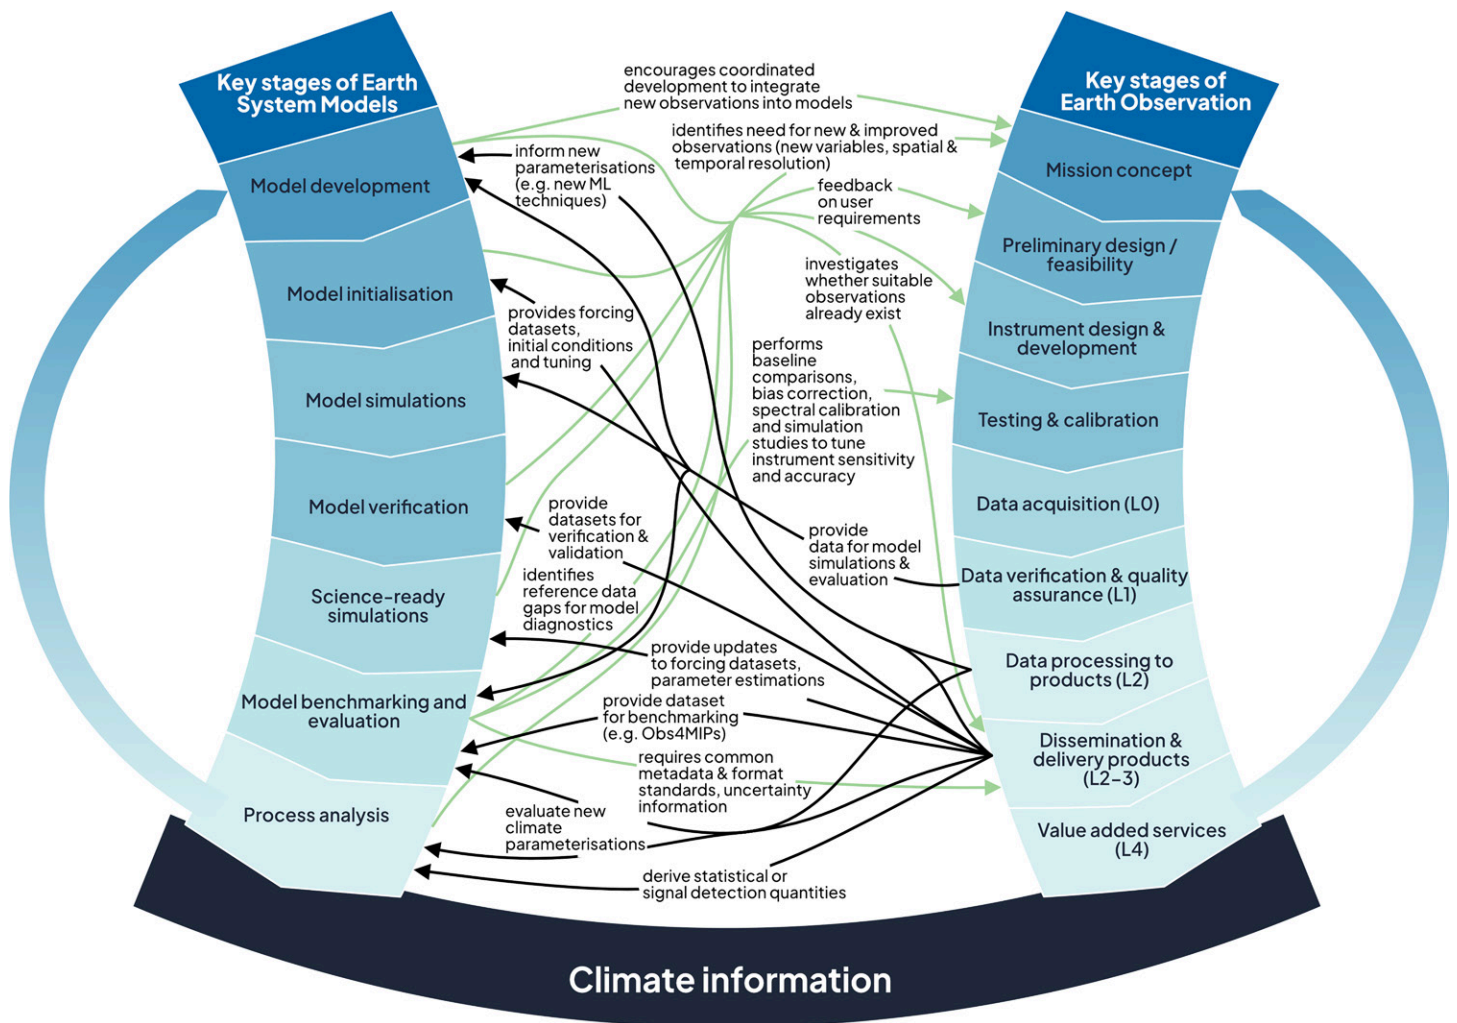 Key stages of Earth
System Models
Model development
Model initialisation
Model simulations
Model verification
Science-ready
simulations
Model benchmarking and
evaluation
Process analysis
encourages coordinated
development to integrate
new observations into models
identifies need for new & improved
observations (new variables, spatial &
temporal resolution)
inform new
parameterisations
(e.g. new ML
techniques)
feedback
on user
requirements
investigates
whether suitable
observations
already exist
provides forcing
datasets,
initial conditions
and tuning
performs
baseline
comparisons,
bias correction,
spectral calibration
and simulation
studies to tune
instrument sensitivity
and accuracy
provide
datasets for
verification &
validation
provide
data for model
simulations &
evaluation
identifies
reference data
gaps for model
diagnostics
provide updates
to forcing datasets,
parameter estimations
provide dataset
for benchmarking
(e.g. Obs4MIPs)
requires common
metadata & format
standards, uncertainty
information
evaluate new
climate
parameterisations
derive statistical or
signal detection quantities
Key stages of
Earth Observation
Mission concept
Preliminary design /
feasibility
Instrument design &
development
Testing & calibration
Data acquisition (L0)
Data verification & quality
assurance (L1)
Data processing to
products (L2)
Dissemination &
delivery products
(L2–3)
Value added services
(L4)
Climate information